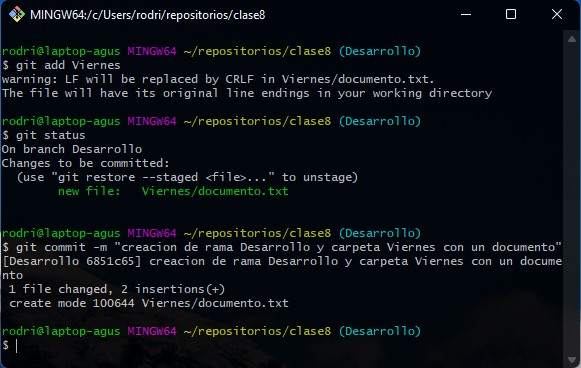 MINGW64:/c/Users/rodri/repositorios/clase8
rodri@laptop-agus MINGW64 ~/repositorios/clase8 (Desarrollo)
$ git add Viernes
warning: LF will be replaced by CRLF in Viernes/documento.txt.
The file will have its original line endings in your working directory
rodri@laptop-agus MINGW64 ~/repositorios/clase8 (Desarrollo)
$ git status
On branch Desarrollo
Changes to be committed:
  (use "git restore --staged <file>..." to unstage)
        new file:   Viernes/documento.txt
rodri@laptop-agus MINGW64 ~/repositorios/clase8 (Desarrollo)
$ git commit -m "creacion de rama Desarrollo y carpeta Viernes con un documento"
[Desarrollo 6851c65] creacion de rama Desarrollo y carpeta Viernes con un docume
nto
 1 file changed, 2 insertions(+)
 create mode 100644 Viernes/documento.txt
rodri@laptop-agus MINGW64 ~/repositorios/clase8 (Desarrollo)
$